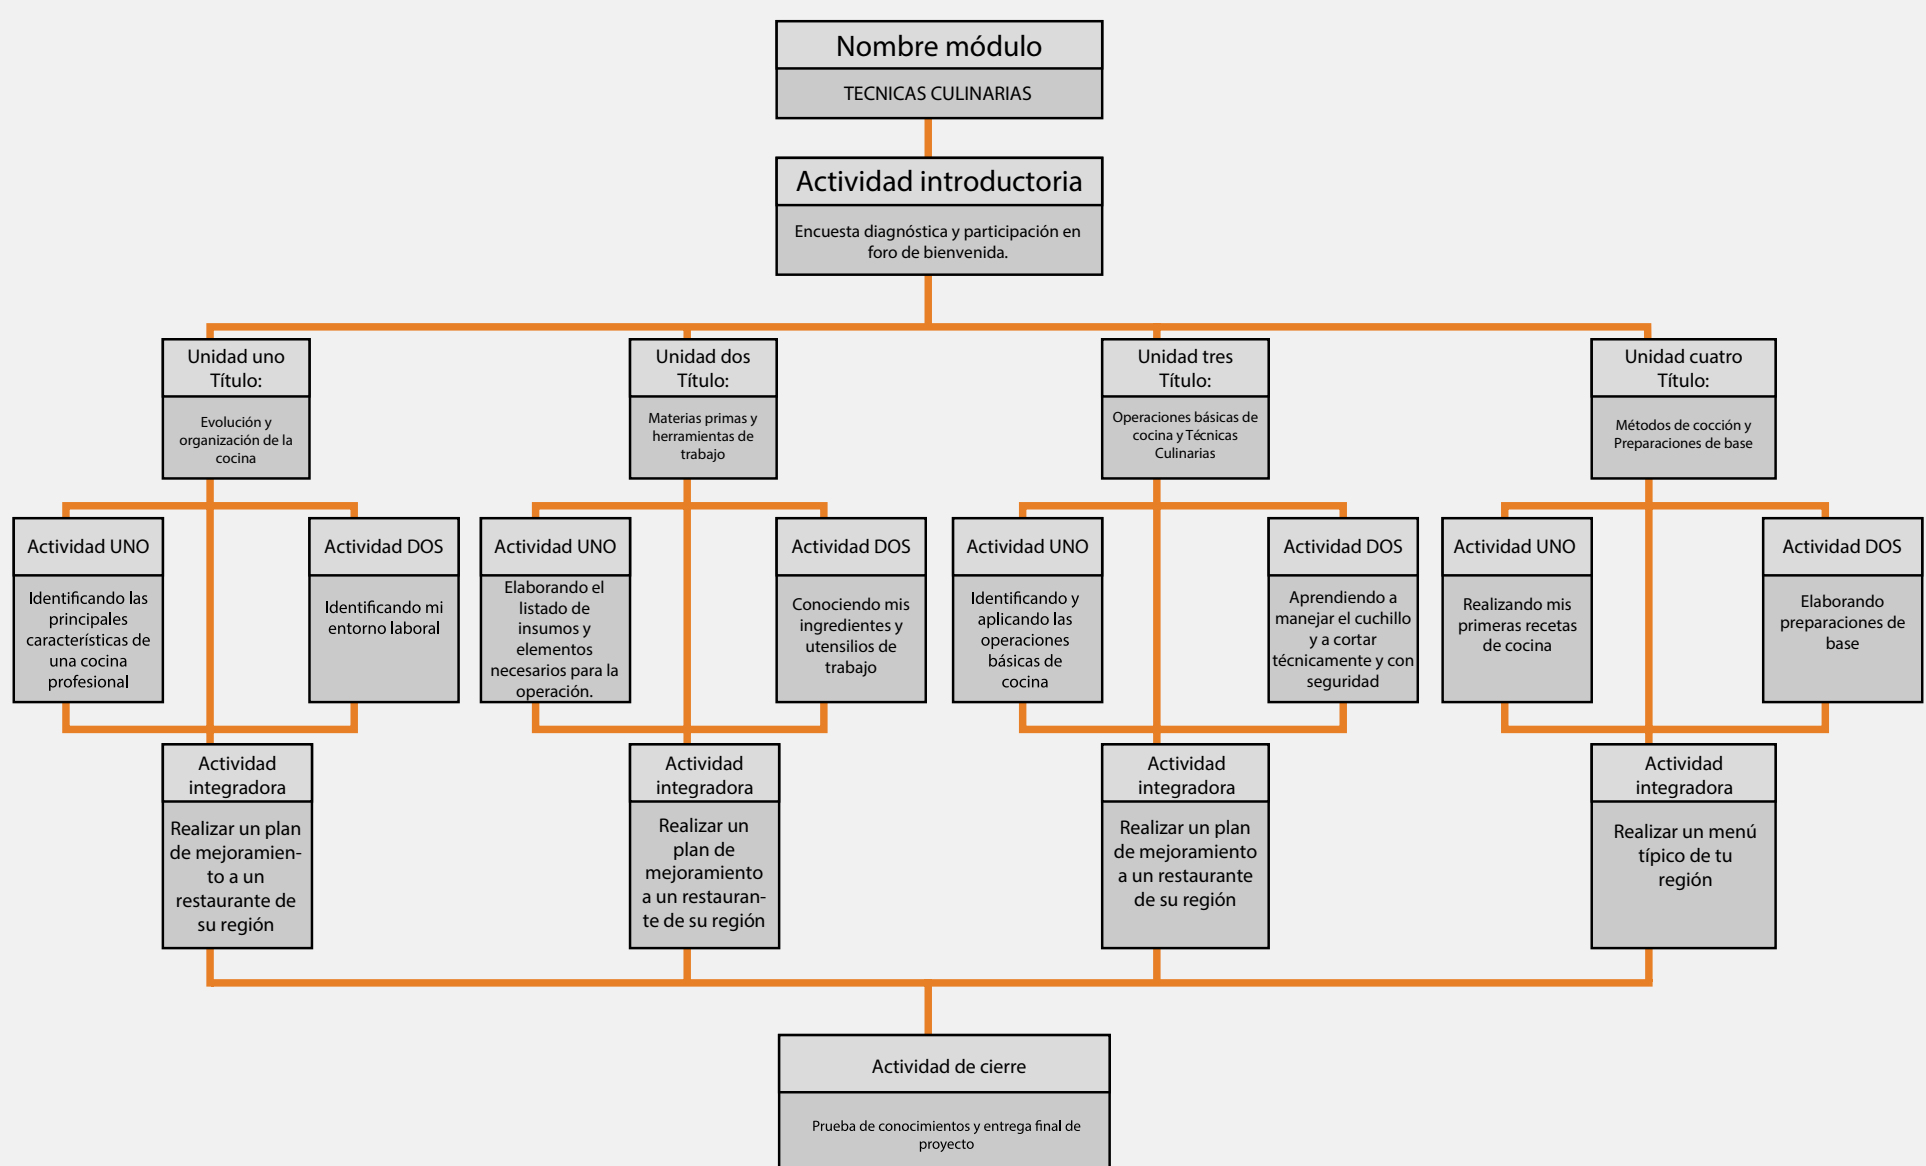 Nombre módulo
TECNICAS CULINARIAS
Actividad introductoria
Encuesta diagnóstica y participación en
foro de bienvenida.
Unidad uno
Título:
Evolución y
organización de la
cocina
Unidad dos
Título:
Materias primas y
herramientas de
trabajo
Unidad tres
Título:
Operaciones básicas de
cocina y Técnicas
Culinarias
Unidad cuatro
Título:
Métodos de cocción y
Preparaciones de base
Actividad UNO
Identificando las
principales
características de
una cocina
profesional
Actividad DOS
Identificando mi
entorno laboral
Actividad UNO
Elaborando el
listado de
insumos y
elementos
necesarios para la
operación.
Actividad DOS
Conociendo mis
ingredientes y
utensilios de
trabajo
Actividad UNO
Identificando y
aplicando las
operaciones
básicas de
cocina
Actividad DOS
Aprendiendo a
manejar el cuchillo
y a cortar
técnicamente y con
seguridad
Actividad UNO
Realizando mis
primeras recetas
de cocina
Actividad DOS
Elaborando
preparaciones de
base
Actividad
integradora
Realizar un plan
de mejoramien-
to a un
restaurante de
su región
Actividad
integradora
Realizar un
plan de
mejoramiento
a un restauran-
te de su región
Actividad
integradora
Realizar un plan
de mejoramiento
a un restaurante
de su región
Actividad
integradora
Realizar un menú
típico de tu
región
Actividad de cierre
Prueba de conocimientos y entrega final de
proyecto